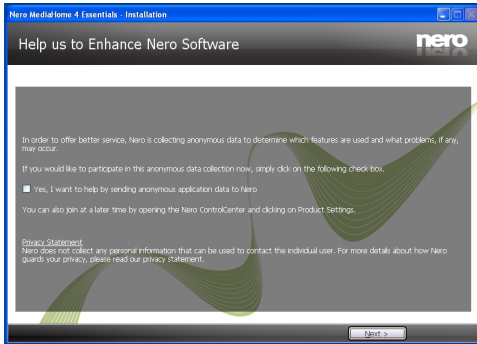 Nero MediaHome 4 Essentials - Installation
Help us to Enhance Nero Software
nero
In order to offer better service, Nero is collecting anonymous data to determine which features are used and what problems, if any,
may occur.
If you would like to participate in this anonymous data collection now, simply click on the following check box.
Yes, I want to help by sending anonymous application data to Nero
You can also join at a later time by opening the Nero ControlCenter and clicking on Product Settings.
Privacy Statement
Nero does not collect any personal information that can be used to contact the individual user. For more details about how Nero
guards your privacy, please read our privacy statement.
Next >